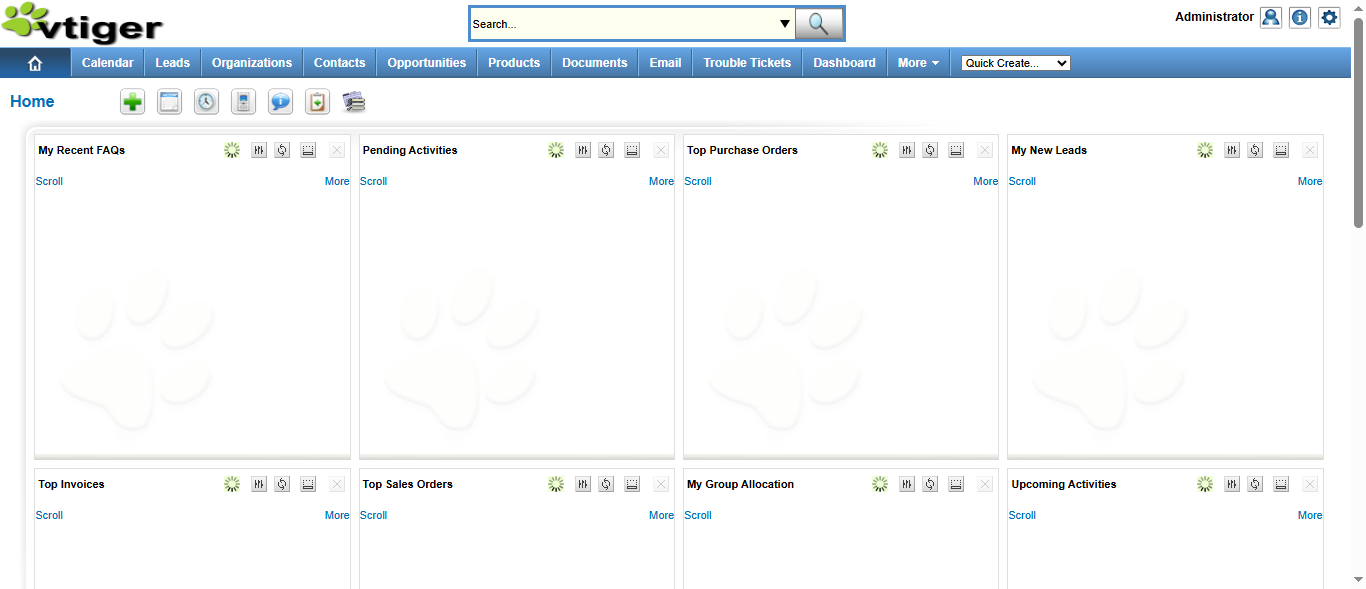 vtiger
Search...
Administrator
Calendar Leads Organizations Contacts Opportunities Products Documents Email Trouble Tickets Dashboard More Quick Create...
Home
My Recent FAQs
Scroll More
Pending Activities
Scroll More
Top Purchase Orders
Scroll More
My New Leads
Scroll More
Top Invoices
Scroll More
Top Sales Orders
Scroll More
My Group Allocation
Scroll
Upcoming Activities
Scroll More